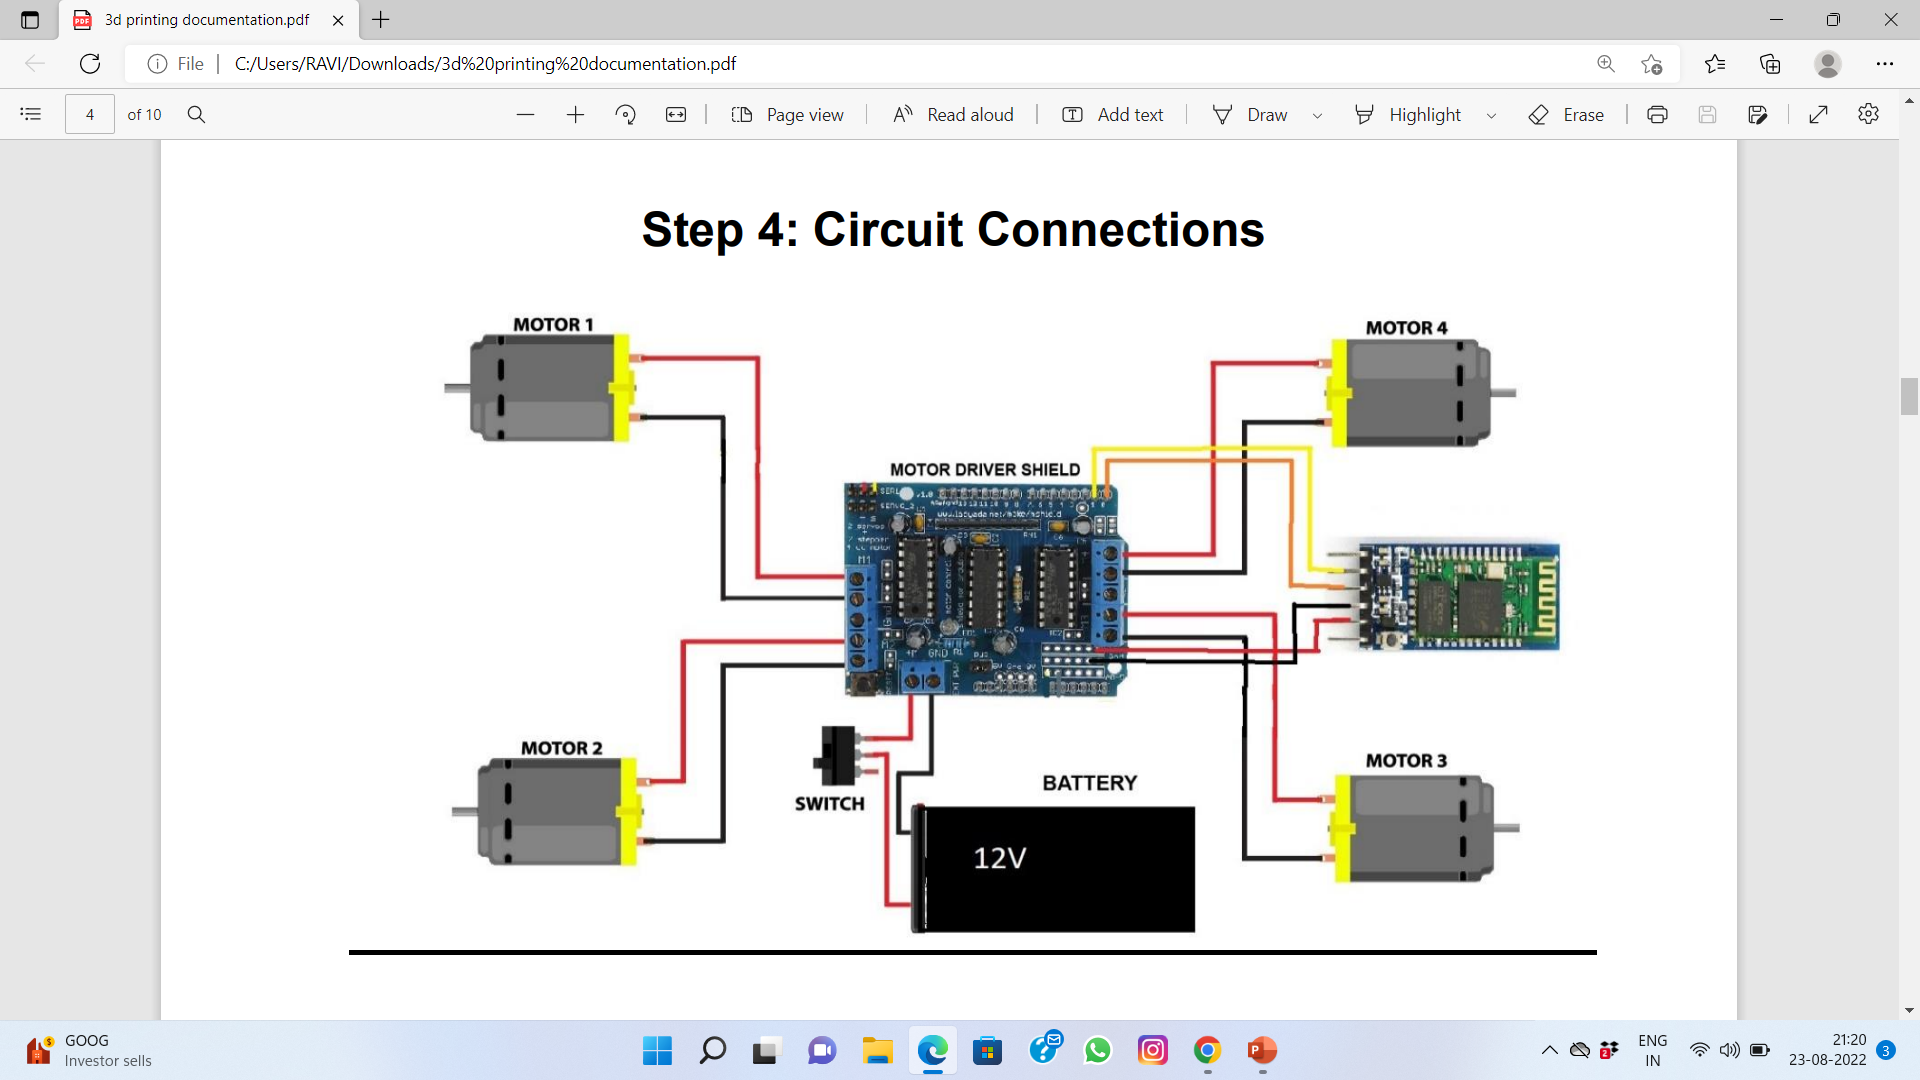 3d printing documentation.pdf
File
C:/Users/RAVI/Downloads/3d%20printing%20documentation.pdf
4 of 10
Page view
Read aloud
Add text
Draw
Highlight
Erase
Step 4: Circuit Connections
MOTOR 1
MOTOR 4
MOTOR DRIVER SHIELD
MOTOR 2
SWITCH
BATTERY
12V
MOTOR 3
GOOG
Investor sells
ENG
IN
21:20
23-08-2022
3